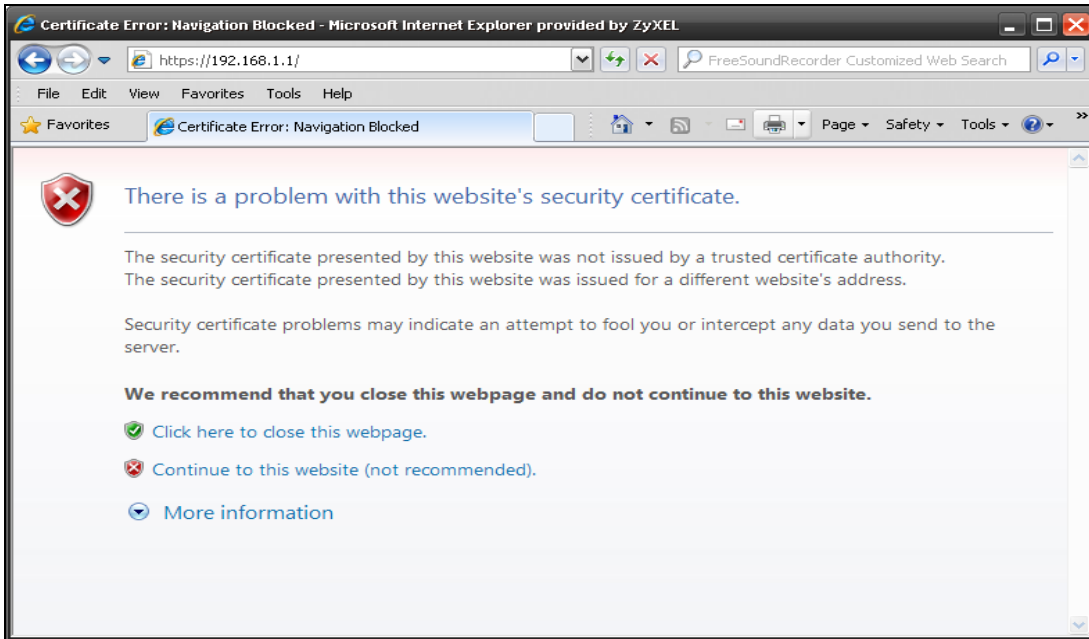 Certificate Error: Navigation Blocked - Microsoft Internet Explorer provided by ZyXEL
https://192.168.1.1/
FreeSoundRecorder Customized Web Search
File Edit View Favorites Tools Help
Favorites
Certificate Error: Navigation Blocked
Page Safety Tools
There is a problem with this website's security certificate.
The security certificate presented by this website was not issued by a trusted certificate authority.
The security certificate presented by this website was issued for a different website's address.
Security certificate problems may indicate an attempt to fool you or intercept any data you send to the
server.
We recommend that you close this webpage and do not continue to this website.
Click here to close this webpage.
Continue to this website (not recommended).
More information